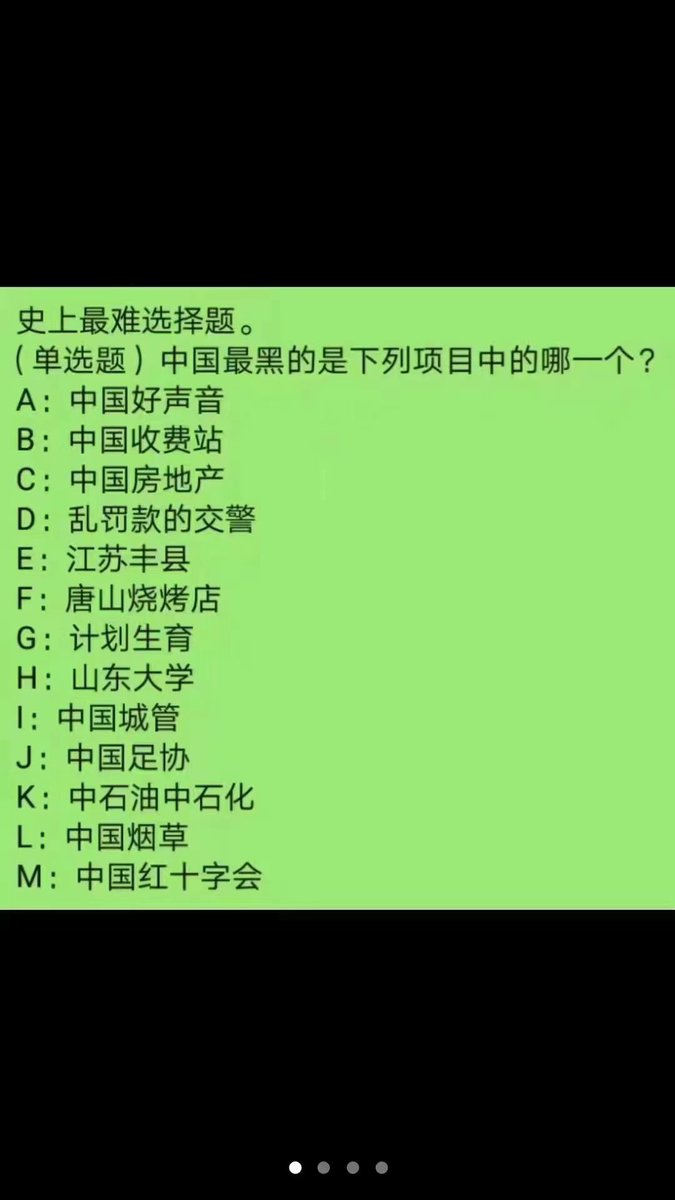 史上最难选择题。
（单选题）中国最黑的是下列项目中的哪一个？
A：中国好声音
B：中国收费站
C：中国房地产
D：乱罚款的交警
E：江苏丰县
F：唐山烧烤店
G：计划生育
H：山东大学
I：中国城管
J：中国足协
K：中石油中石化
L：中国烟草
M：中国红十字会